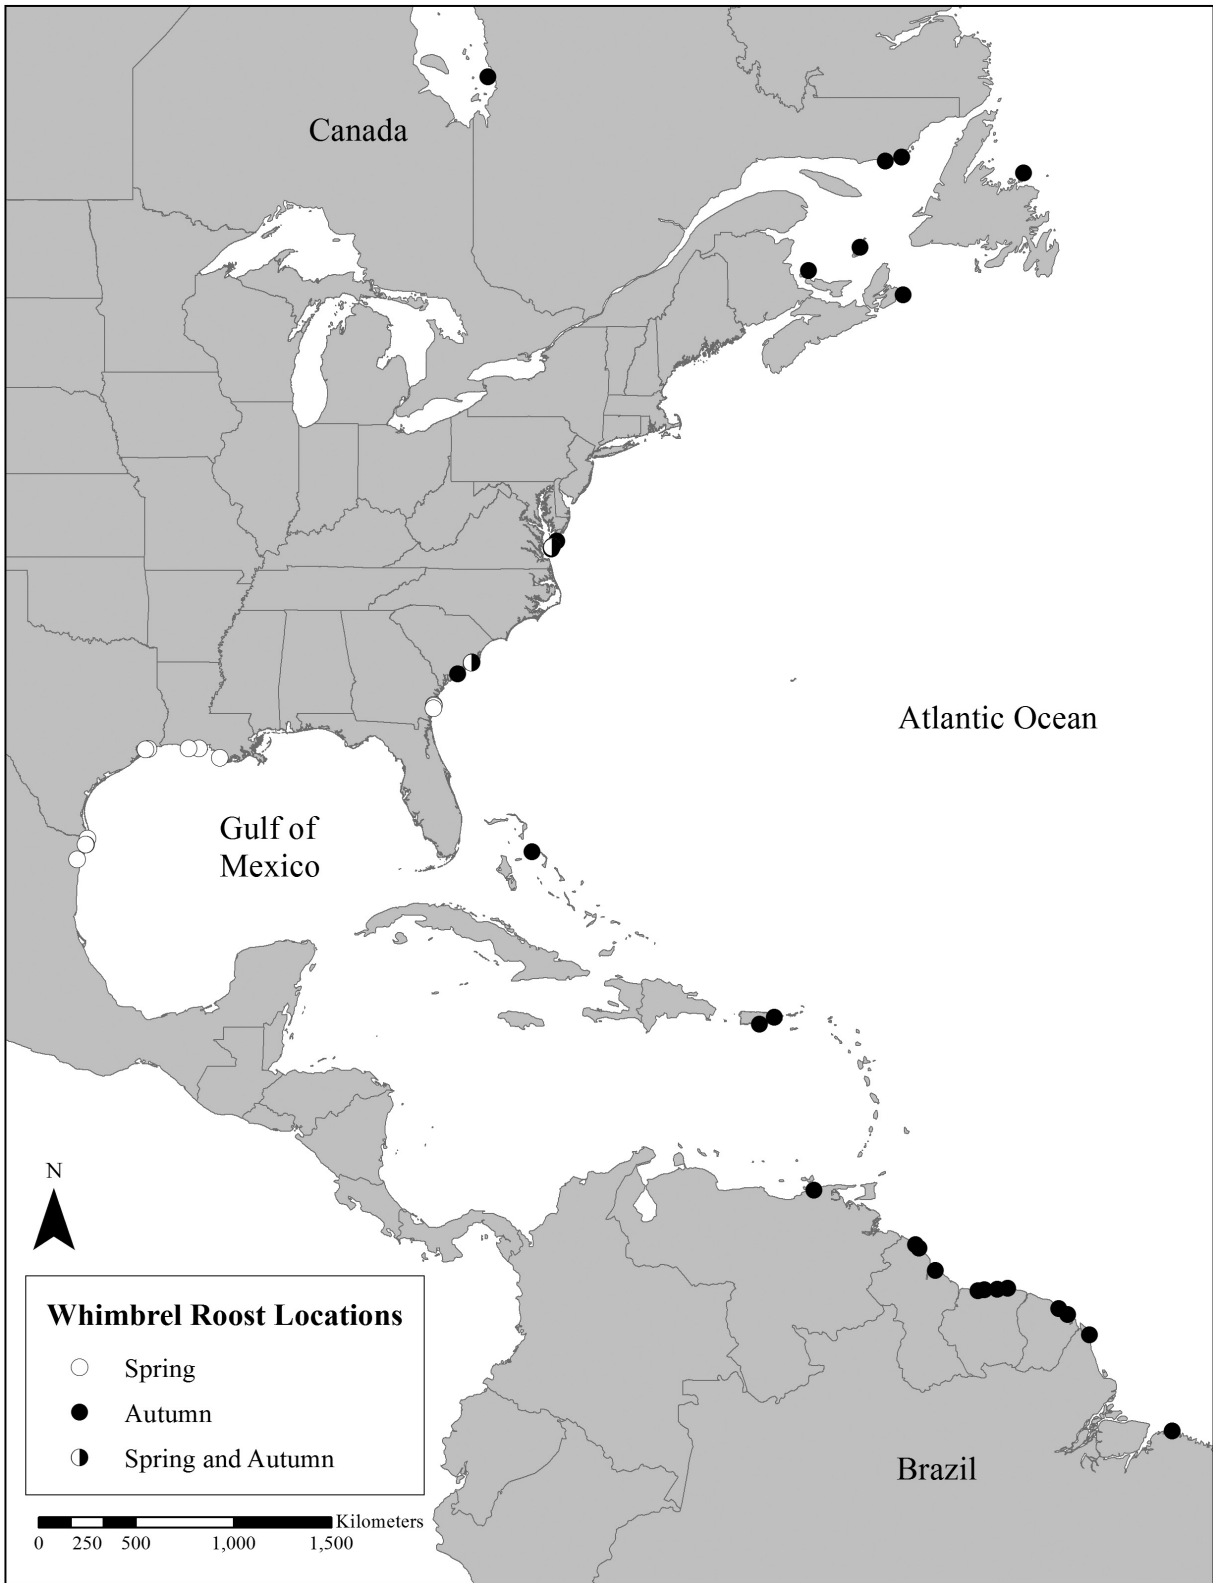 Canada
Atlantic Ocean
Gulf of
Mexico
N
Whimbrel Roost Locations
Spring
Autumn
Spring and Autumn
Brazil
Kilometers
0 250 500 1,000 1,500